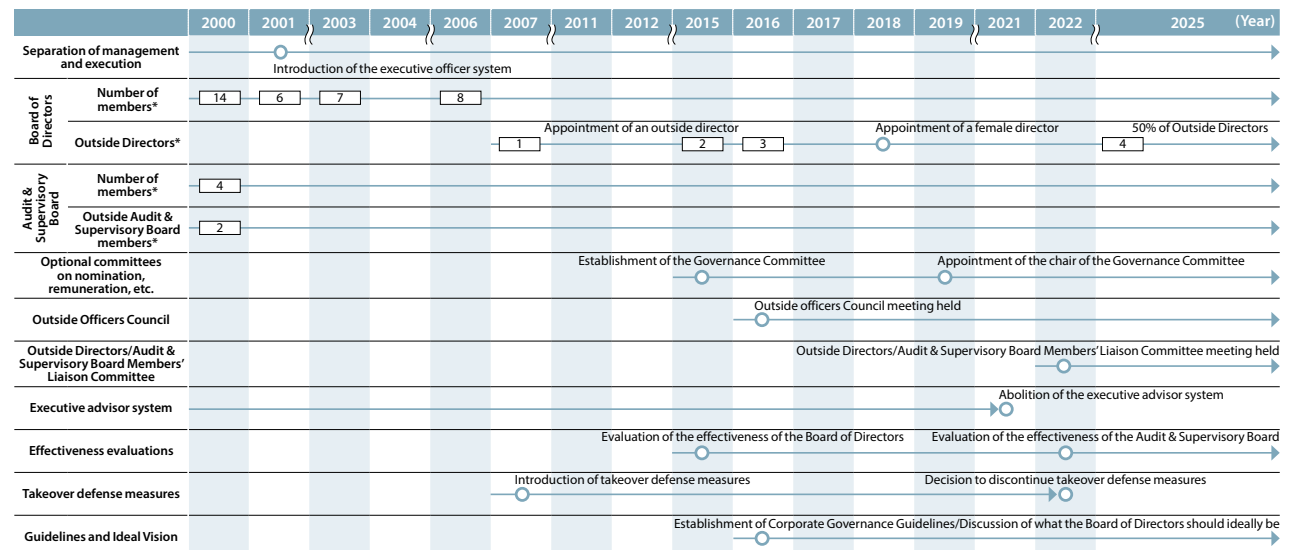 2000 2001 2003 2004 2006 2007 2011 2012 2015 2016 2017 2018 2019 2021 2022 2025 (Year)
Separation of management
and execution
Introduction of the executive officer system
Board of
Directors
Number of
members*
14 6 7 8
Outside Directors*
Appointment of an outside director
Appointment of a female director
50% of Outside Directors
1 2 3 4
Audit &
Supervisory
Board
Number of
members*
4
Outside Audit &
Supervisory Board
members*
2
Optional committees
on nomination,
remuneration, etc.
Establishment of the Governance Committee
Appointment of the chair of the Governance Committee
Outside Officers Council
Outside officers Council meeting held
Outside Directors/Audit &
Supervisory Board Members'
Liaison Committee
Outside Directors/Audit & Supervisory Board Members' Liaison Committee meeting held
Executive advisor system
Abolition of the executive advisor system
Effectiveness evaluations
Evaluation of the effectiveness of the Board of Directors
Evaluation of the effectiveness of the Audit & Supervisory Board
Takeover defense measures
Introduction of takeover defense measures
Decision to discontinue takeover defense measures
Guidelines and Ideal Vision
Establishment of Corporate Governance Guidelines/Discussion of what the Board of Directors should ideally be